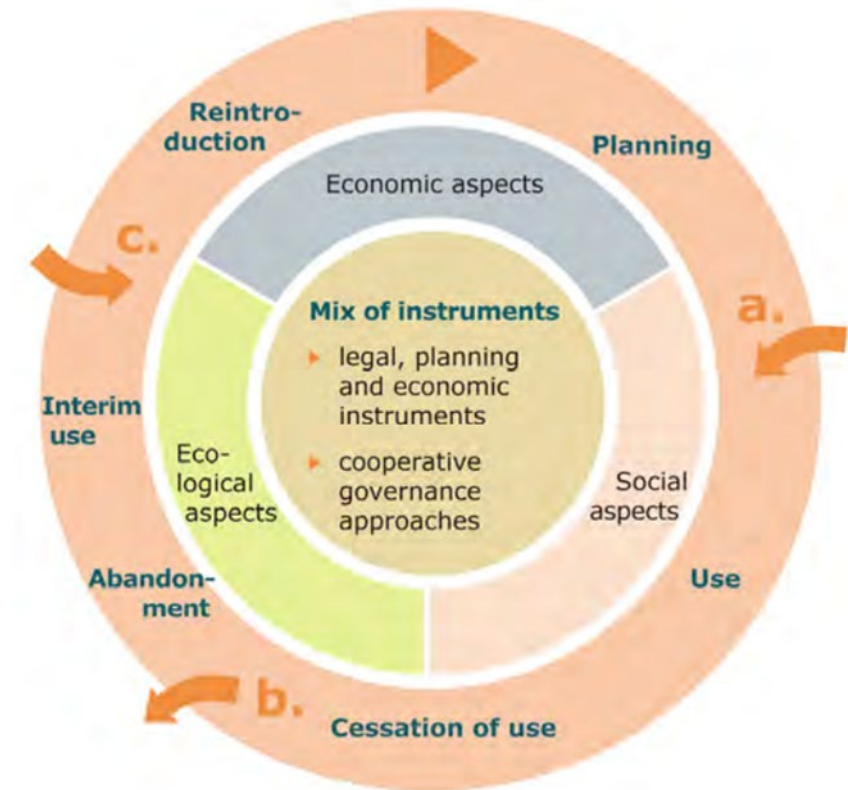 Reintro-
duction
Planning
Economic aspects
c.
a.
Mix of instruments
legal, planning
and economic
instruments
cooperative
governance
approaches
Interim
use
Eco-
logical
aspects
Social
aspects
Abandon-
ment
Use
b.
Cessation of use